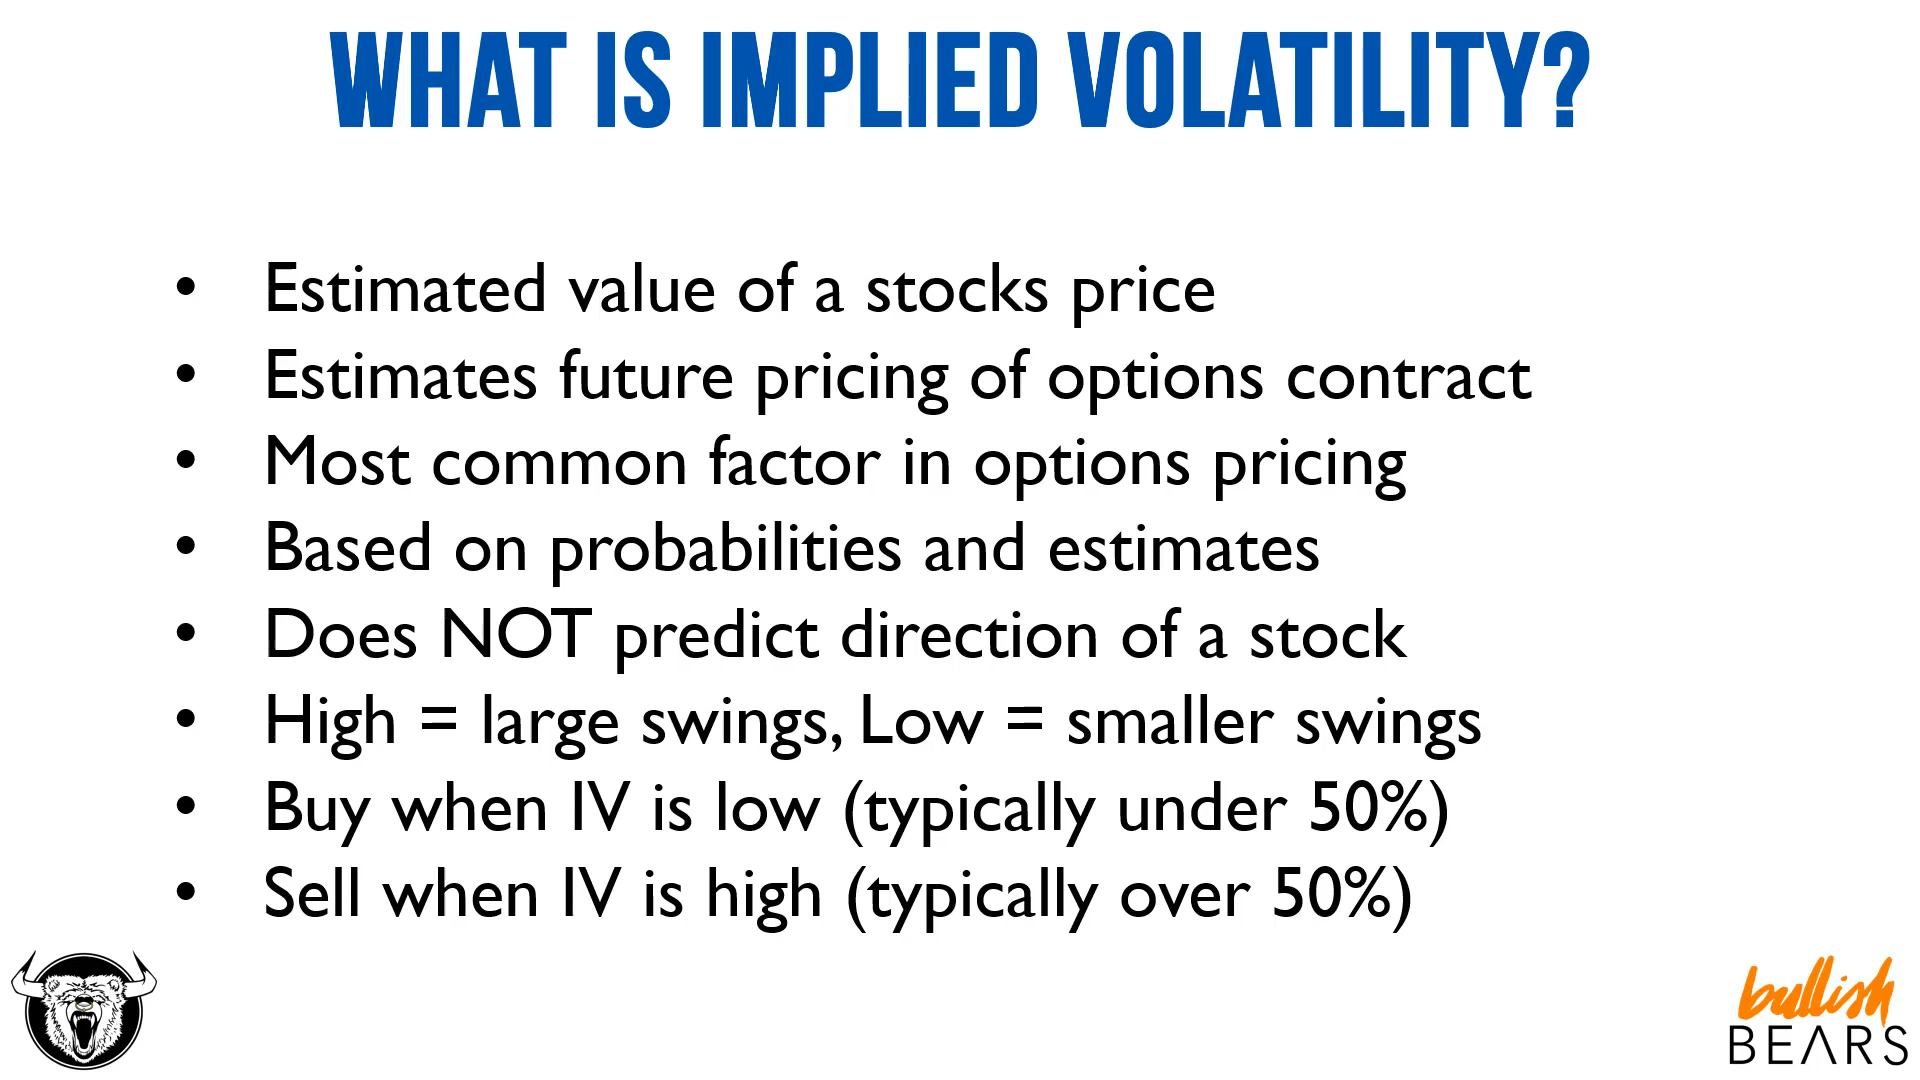 WHAT IS IMPLIED VOLATILITY?
• Estimated value of a stocks price
• Estimates future pricing of options contract
• Most common factor in options pricing
• Based on probabilities and estimates
• Does NOT predict direction of a stock
• High = large swings, Low = smaller swings
• Buy when IV is low (typically under 50%)
• Sell when IV is high (typically over 50%)
bullish
BEARS